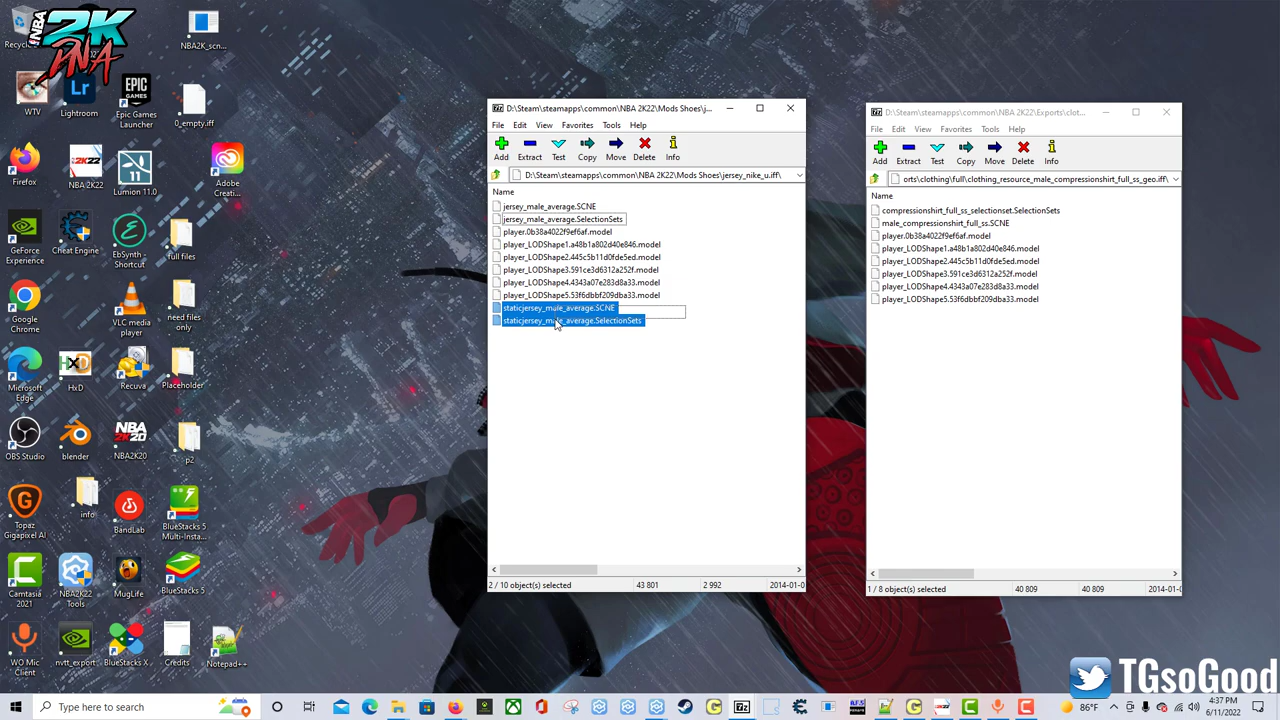 NBA 2K DNA
Recyc
NBA2K_scn...
WTV
Lightroom
Epic Games Launcher
0_empty.iff
Firefox
NBA 2K22
Lumion 11.0
Adobe Creati...
GeForce Experience
Cheat Engine
EbSynth - Shortcut
full files
Google Chrome
VLC media player
need files only
Microsoft Edge
HxD
Recuva
Placeholder
OBS Studio
blender
NBA2K20
p2
Topaz Gigapixel AI
info
BandLab
BlueStacks 5 Multi-Insta...
Camtasia 2021
NBA2K22 Tools
MugLife
BlueStacks 5
WO Mic Client
nvtt_export
BlueStacks X
Credits
Notepad++
D:\Steam\steamapps\common\NBA 2K22\Mods Shoes\j...
File Edit View Favorites Tools Help
Add Extract Test Copy Move Delete Info
D:\Steam\steamapps\common\NBA 2K22\Mods Shoes\jersey_nike_u.iff\
Name
jersey_male_average.SCNE
jersey_male_average.SelectionSets
player.0b38a4022f9ef6af.model
player_LODShape1.a48b1a802d40e846.model
player_LODShape2.445c5b11d0fde5ed.model
player_LODShape3.591ce3d6312a252f.model
player_LODShape4.4343a07e283d8a33.model
player_LODShape5.53f6dbbf209dba33.model
staticjersey_male_average.SCNE
staticjersey_male_average.SelectionSets
2 / 10 object(s) selected 43 801 2 992 2014-01-0
D:\Steam\steamapps\common\NBA 2K22\Exports\clot...
File Edit View Favorites Tools Help
Add Extract Test Copy Move Delete Info
orts\clothing\full\clothing_resource_male_compressionshirt_full_ss_geo.iff\
Name
compressionshirt_full_ss_selectionset.SelectionSets
male_compressionshirt_full_ss.SCNE
player.0b38a4022f9ef6af.model
player_LODShape1.a48b1a802d40e846.model
player_LODShape2.445c5b11d0fde5ed.model
player_LODShape3.591ce3d6312a252f.model
player_LODShape4.4343a07e283d8a33.model
player_LODShape5.53f6dbbf209dba33.model
1 / 8 object(s) selected 40 809 40 809 2014-01-
TGsoGood
Type here to search
86°F
4:37 PM
6/11/2022